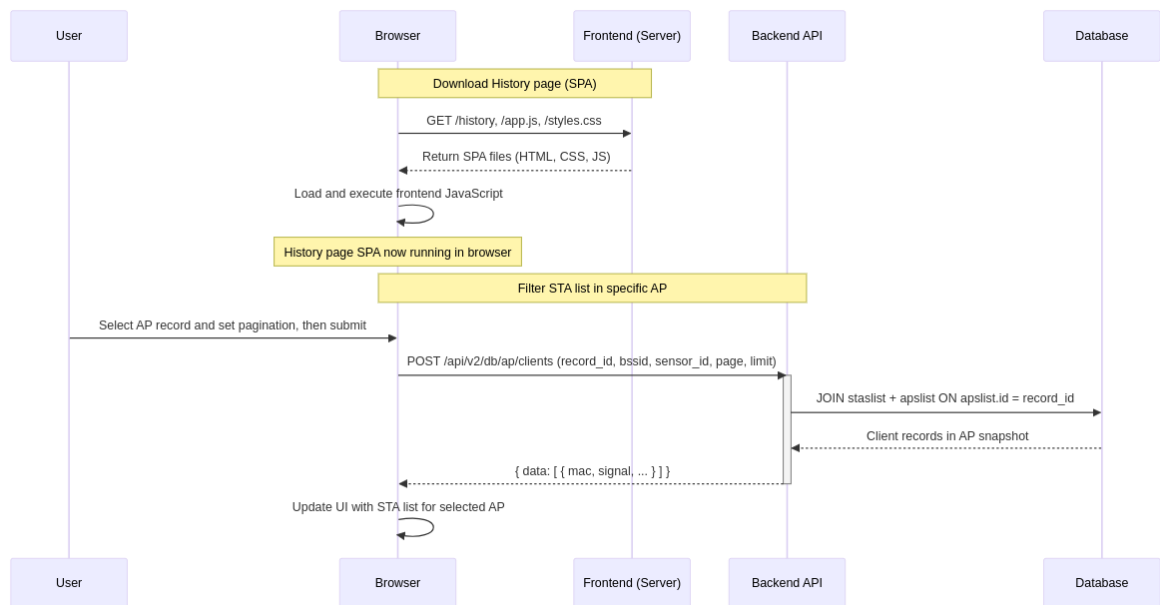 User
Browser
Frontend (Server)
Backend API
Database
Download History page (SPA)
GET /history, /app.js, /styles.css
Return SPA files (HTML, CSS, JS)
Load and execute frontend JavaScript
History page SPA now running in browser
Filter STA list in specific AP
Select AP record and set pagination, then submit
POST /api/v2/db/ap/clients (record_id, bssid, sensor_id, page, limit)
JOIN staslist + apslist ON apslist.id = record_id
Client records in AP snapshot
{ data: [ { mac, signal, ... } ] }
Update UI with STA list for selected AP
User
Browser
Frontend (Server)
Backend API
Database